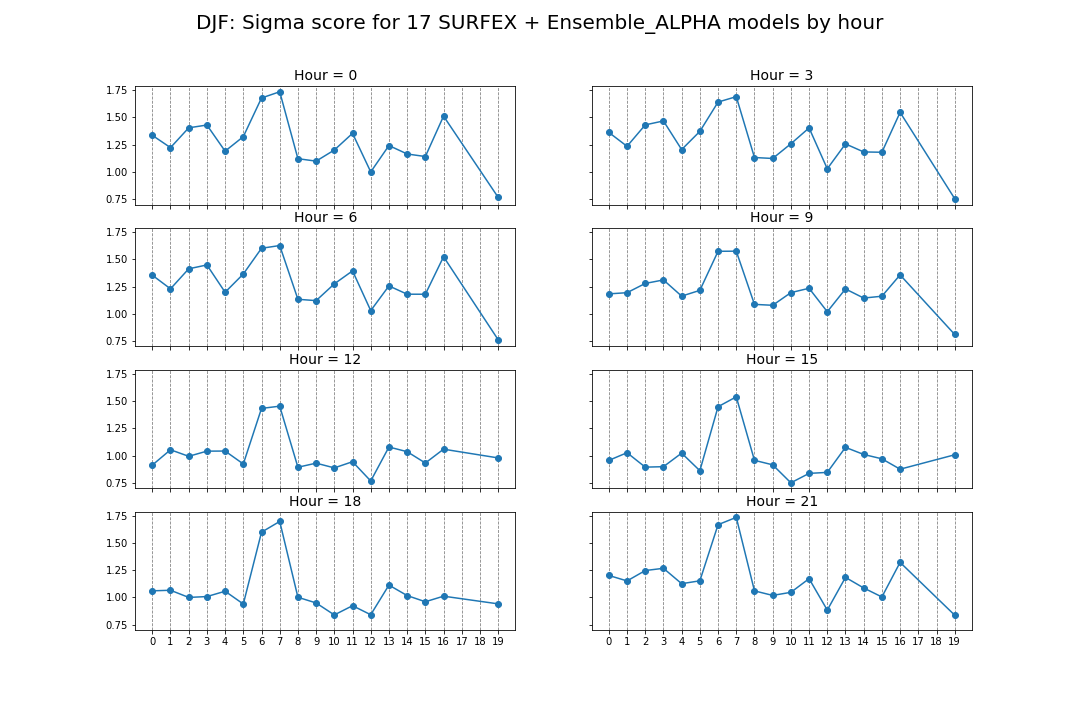 DJF: Sigma score for 17 SURFEX + Ensemble_ALPHA models by hour
Hour = 0
Hour = 3
1.75
1.50
1.25
1.00
0.75
Hour = 6
Hour = 9
1.75
1.50
1.25
1.00
0.75
Hour = 12
Hour = 15
1.75
1.50
1.25
1.00
0.75
Hour = 18
Hour = 21
1.75
1.50
1.25
1.00
0.75
0 1 2 3 4 5 6 7 8 9 10 11 12 13 14 15 16 17 18 19
0 1 2 3 4 5 6 7 8 9 10 11 12 13 14 15 16 17 18 19